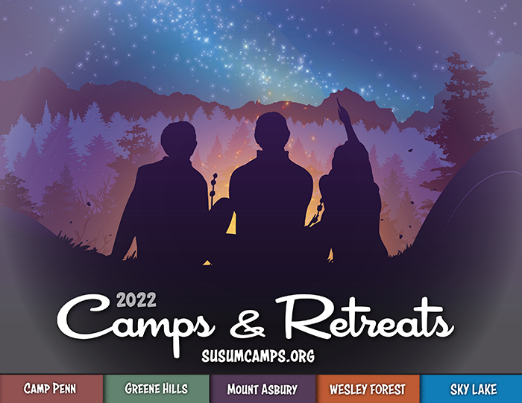 2022
Camps & Retreats
SUSUMCAMPS.ORG
CAMP PENN
GREENE HILLS
MOUNT ASBURY
WESLEY FOREST
SKY LAKE